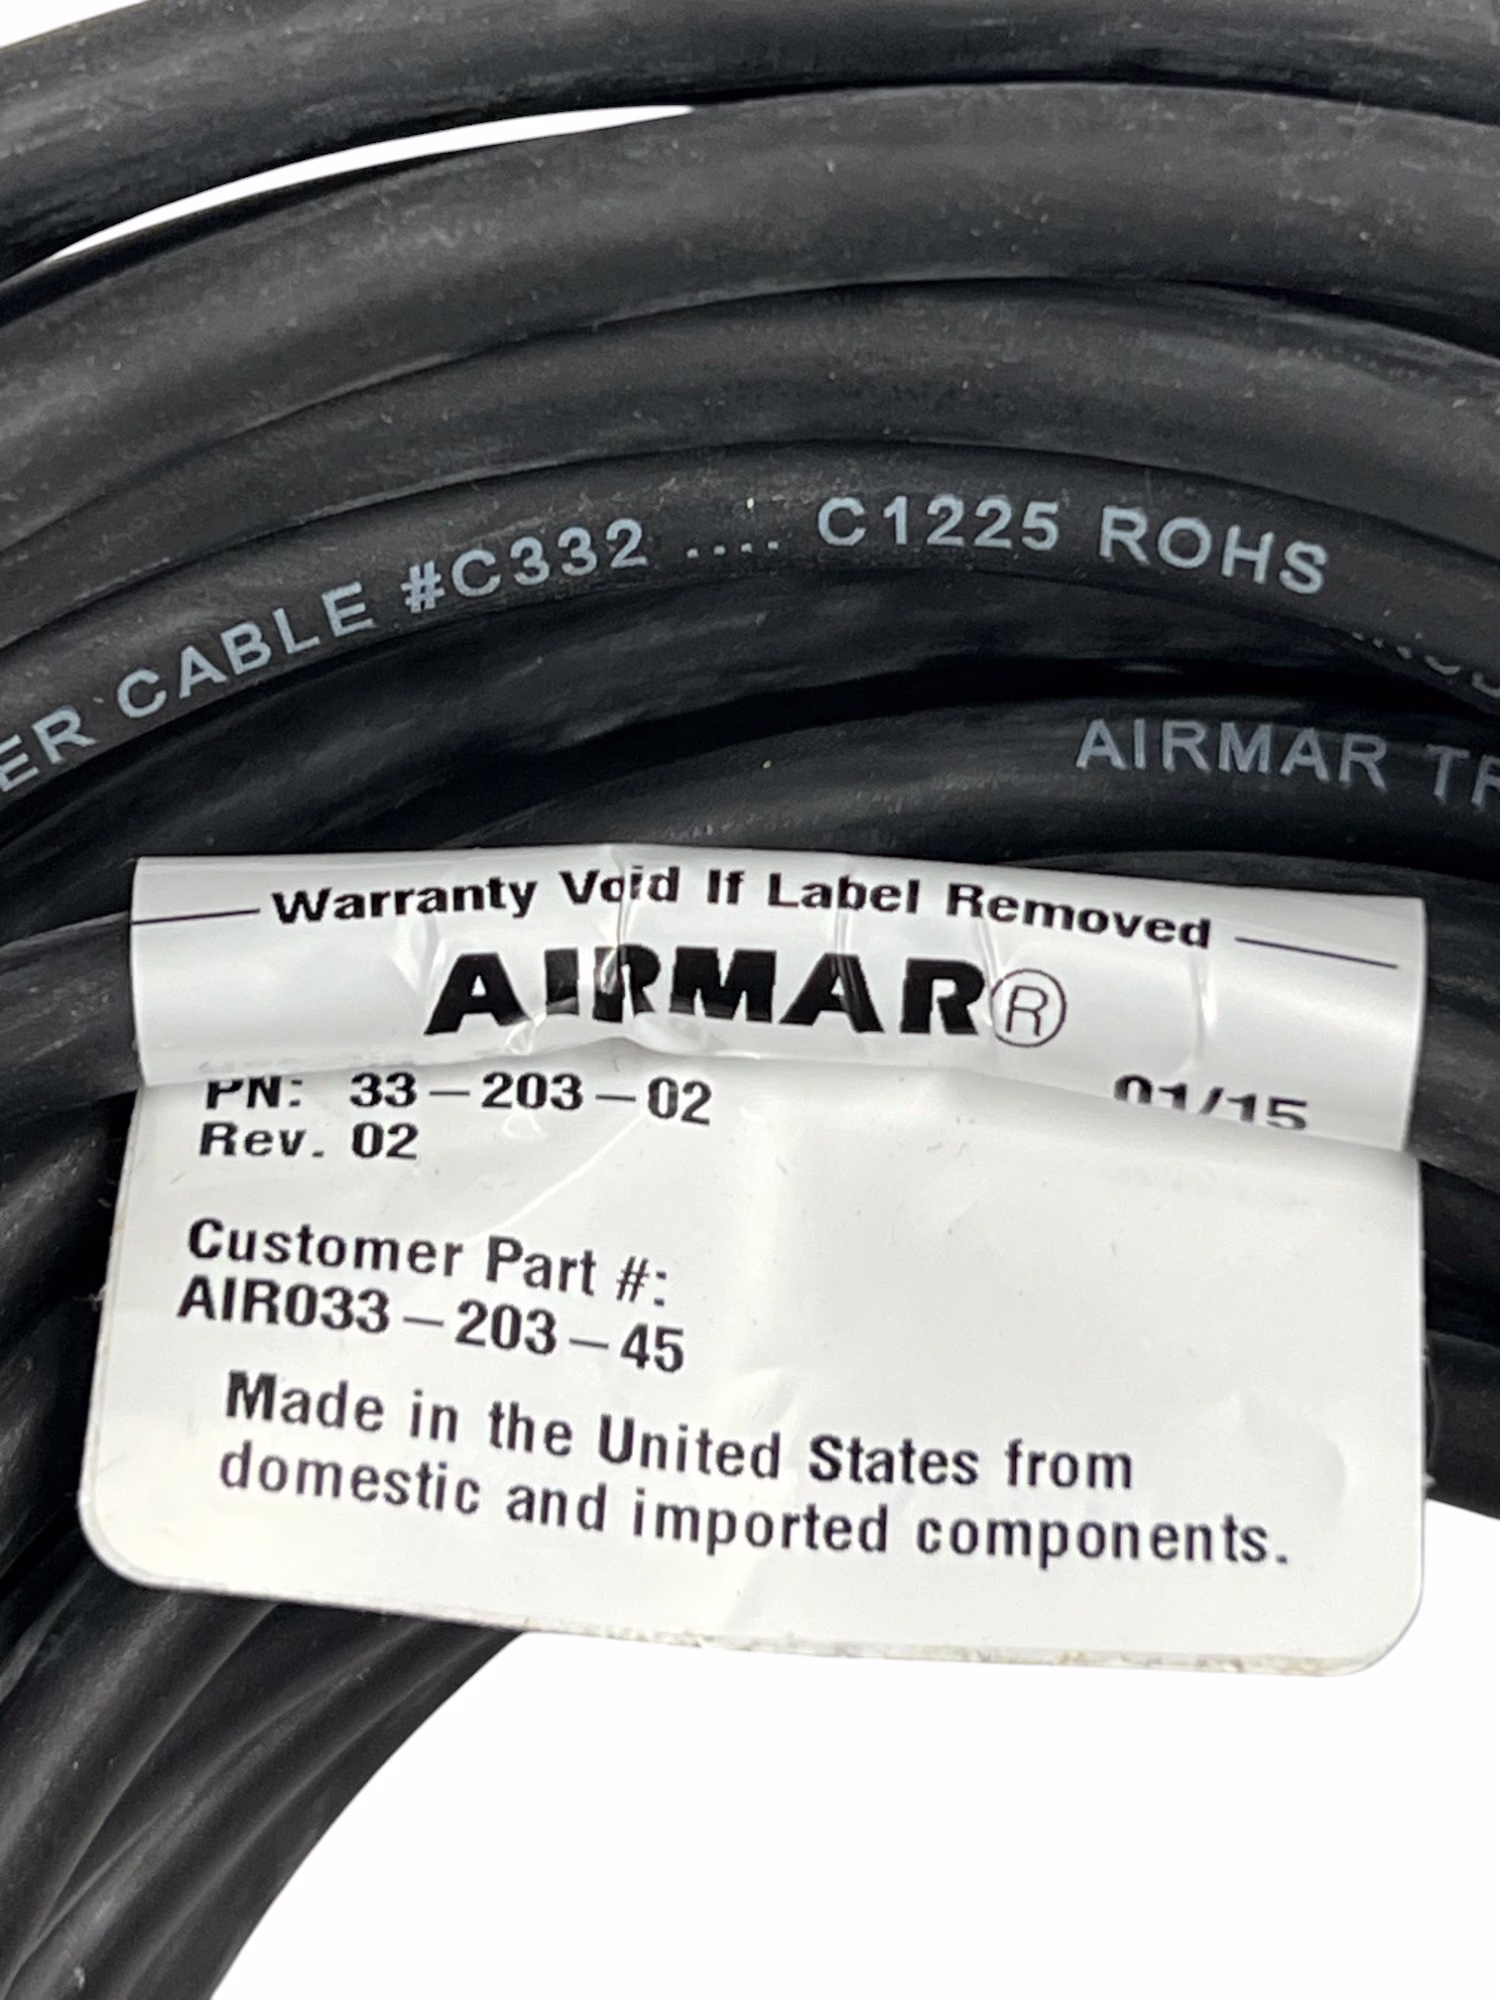 ER CABLE #C332 .... C1225 ROHS
AIRMAR
Warranty Void If Label Removed
AIRMAR®
PN: 33-203-02 01/15
Rev. 02
Customer Part #:
AIR033-203-45
Made in the United States from
domestic and imported components.